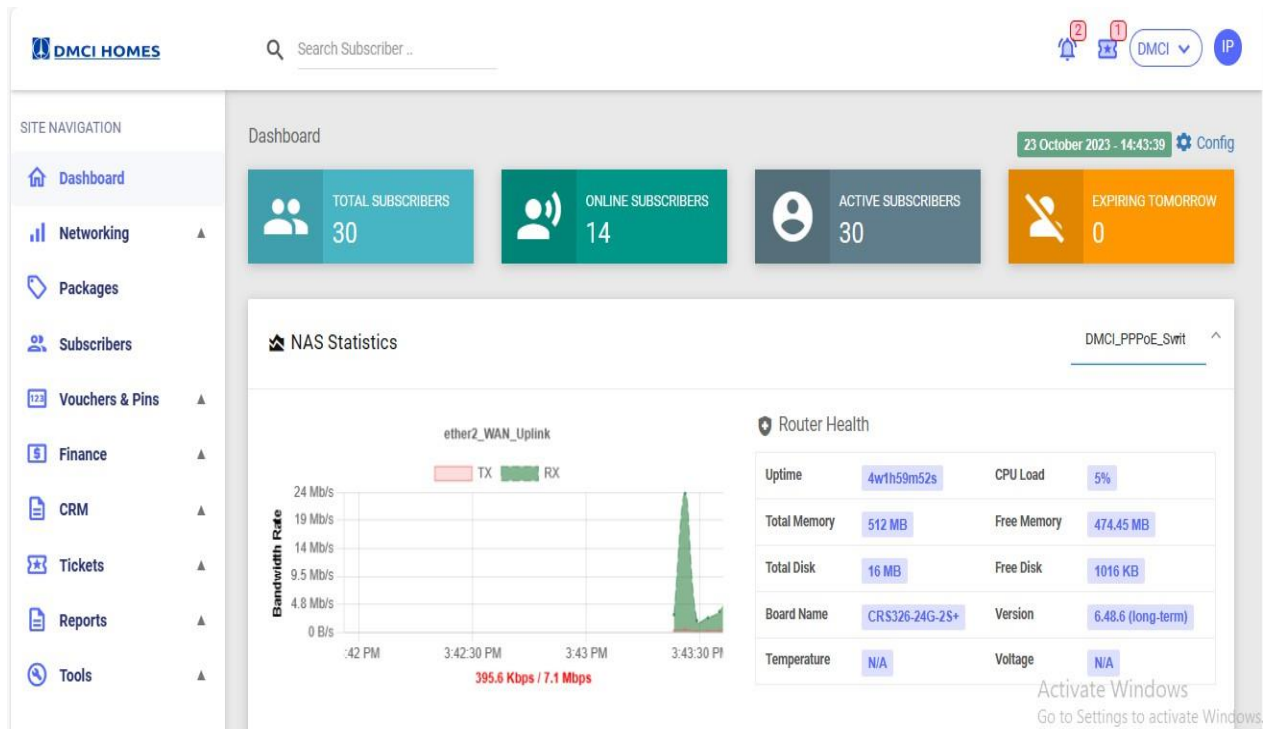 DMCI HOMES
Search Subscriber ..
2
1
DMCI
IP
SITE NAVIGATION
Dashboard
Networking
Packages
Subscribers
123
Vouchers & Pins
$
Finance
CRM
Tickets
Reports
Tools
Dashboard
23 October 2023 - 14:43:39
Config
TOTAL SUBSCRIBERS
30
ONLINE SUBSCRIBERS
14
ACTIVE SUBSCRIBERS
30
EXPIRING TOMORROW
0
NAS Statistics
DMCI_PPPoE_Swit
ether2_WAN_Uplink
TX RX
Bandwidth Rate
24 Mb/s
19 Mb/s
14 Mb/s
9.5 Mb/s
4.8 Mb/s
0 B/s
:42 PM 3:42:30 PM 3:43 PM 3:43:30 PM
395.6 Kbps / 7.1 Mbps
Router Health
Uptime 4w1h59m52s CPU Load 5%
Total Memory 512 MB Free Memory 474.45 MB
Total Disk 16 MB Free Disk 1016 KB
Board Name CRS326-24G-2S+ Version 6.48.6 (long-term)
Temperature N/A Voltage N/A
Activate Windows
Go to Settings to activate Windows.